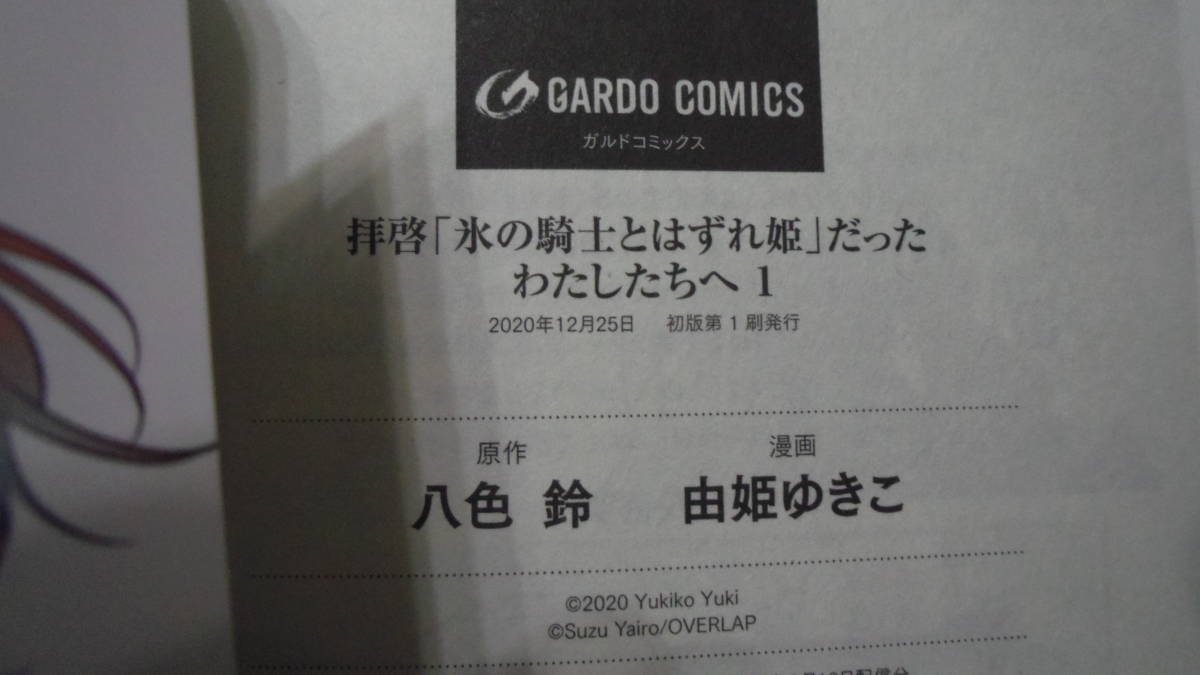 GARDO COMICS
ガルドコミックス
拝啓「氷の騎士とはずれ姫」だった
わたしたちへ 1
2020年12月25日 初版第1刷発行
原作 漫画
八色 鈴 由姫ゆきこ
©2020 Yukiko Yuki
©Suzu Yairo/OVERLAP